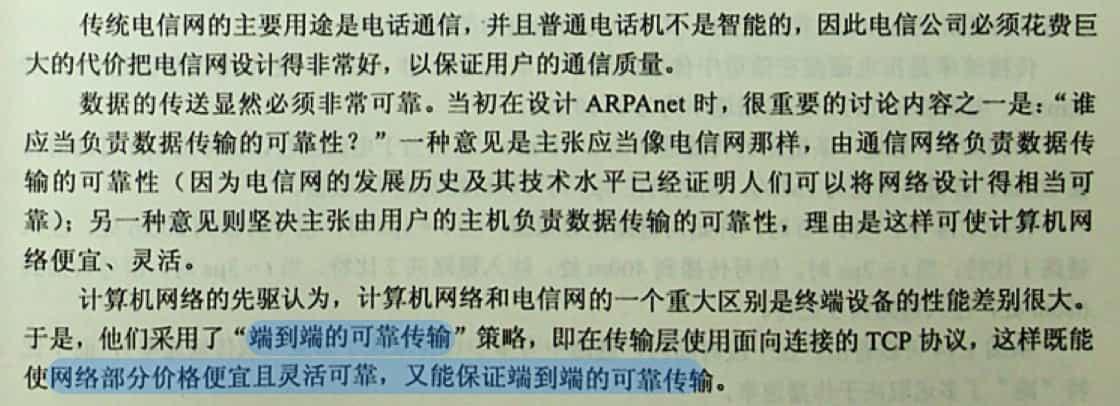 传统电信网的主要用途是电话通信，并且普通电话机不是智能的，因此电信公司必须花费巨
大的代价把电信网设计得非常好，以保证用户的通信质量。
数据的传送显然必须非常可靠。当初在设计 ARPAnet 时，很重要的讨论内容之一是：“谁
应当负责数据传输的可靠性？”一种意见是主张应当像电信网那样，由通信网络负责数据传
输的可靠性（因为电信网的发展历史及其技术水平已经证明人们可以将网络设计得相当可
靠）；另一种意见则坚决主张由用户的主机负责数据传输的可靠性，理由是这样可使计算机网
络便宜、灵活。
计算机网络的先驱认为，计算机网络和电信网的一个重大区别是终端设备的性能差别很大。
于是，他们采用了“端到端的可靠传输”策略，即在传输层使用面向连接的 TCP 协议，这样既能
使网络部分价格便宜且灵活可靠，又能保证端到端的可靠传输。